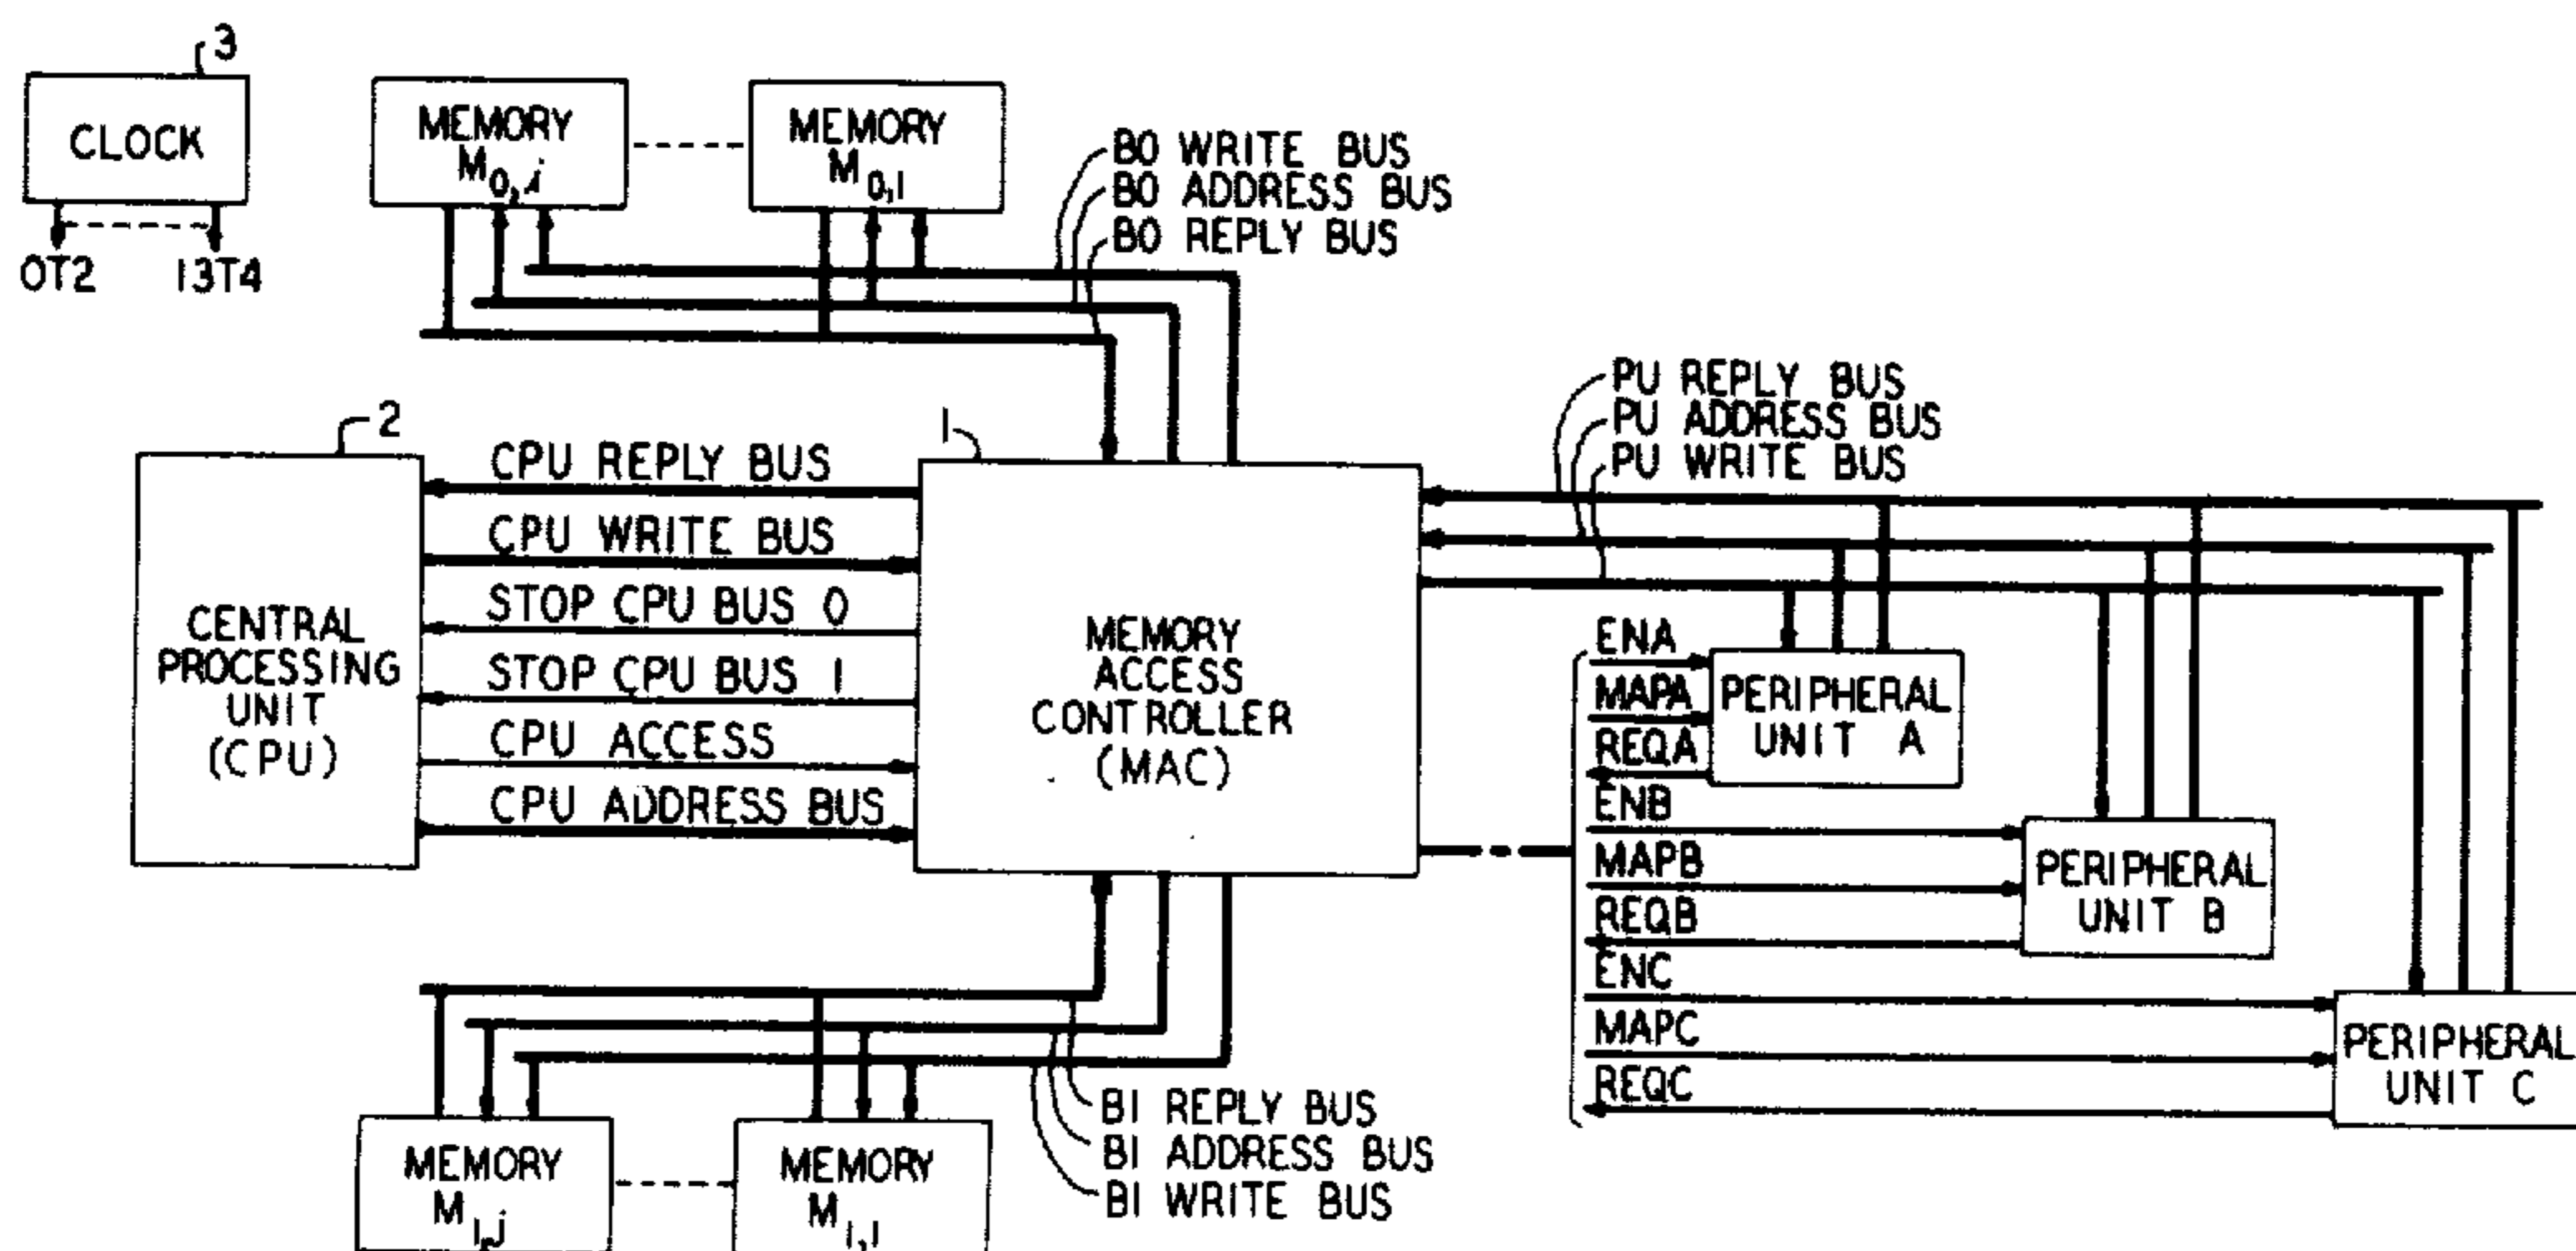 3
CLOCK
0T2 13T4
MEMORY
M0,i
MEMORY
M0,1
B0 WRITE BUS
B0 ADDRESS BUS
B0 REPLY BUS
2
CENTRAL
PROCESSING
UNIT
(CPU)
CPU REPLY BUS
CPU WRITE BUS
STOP CPU BUS 0
STOP CPU BUS 1
CPU ACCESS
CPU ADDRESS BUS
1
MEMORY
ACCESS
CONTROLLER
(MAC)
PU REPLY BUS
PU ADDRESS BUS
PU WRITE BUS
ENA
MAPA
REQA
PERIPHERAL
UNIT A
ENB
MAPB
REQB
PERIPHERAL
UNIT B
ENC
MAPC
REQC
PERIPHERAL
UNIT C
B1 REPLY BUS
B1 ADDRESS BUS
B1 WRITE BUS
MEMORY
M1,j
MEMORY
M1,1